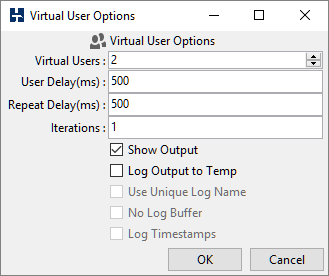 Virtual User Options
Virtual User Options
Virtual Users : 2
User Delay(ms) : 500
Repeat Delay(ms) : 500
Iterations : 1
Show Output
Log Output to Temp
Use Unique Log Name
No Log Buffer
Log Timestamps
OK Cancel